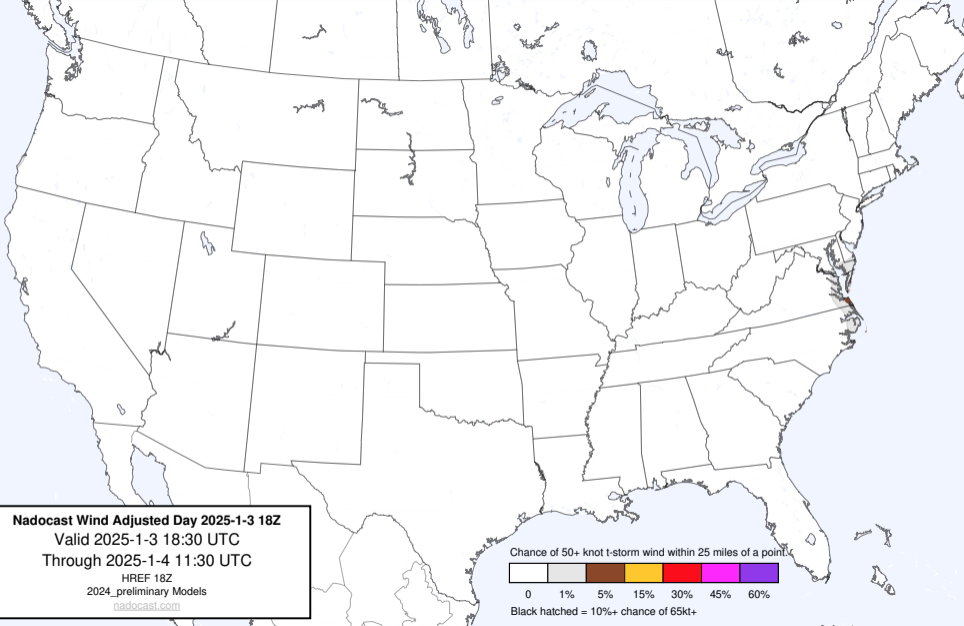 Nadocast Wind Adjusted Day 2025-1-3 18Z
Valid 2025-1-3 18:30 UTC
Through 2025-1-4 11:30 UTC
HREF 18Z
2024_preliminary Models
nadocast.com
Chance of 50+ knot t-storm wind within 25 miles of a point.
0 1% 5% 15% 30% 45% 60%
Black hatched = 10%+ chance of 65kt+